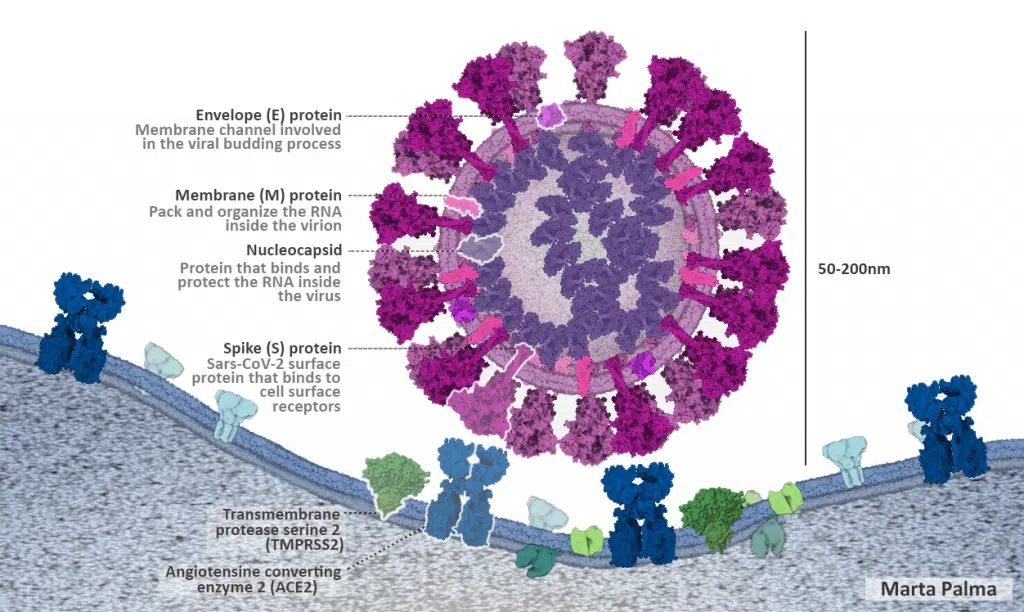 Envelope (E) protein
Membrane channel involved
in the viral budding process
Membrane (M) protein
Pack and organize the RNA
inside the virion
Nucleocapsid
Protein that binds and
protect the RNA inside
the virus
50-200nm
Spike (S) protein
Sars-CoV-2 surface
protein that binds to
cell surface
receptors
Transmembrane
protease serine 2
(TMPRSS2)
Angiotensine converting
enzyme 2 (ACE2)
Marta Palma